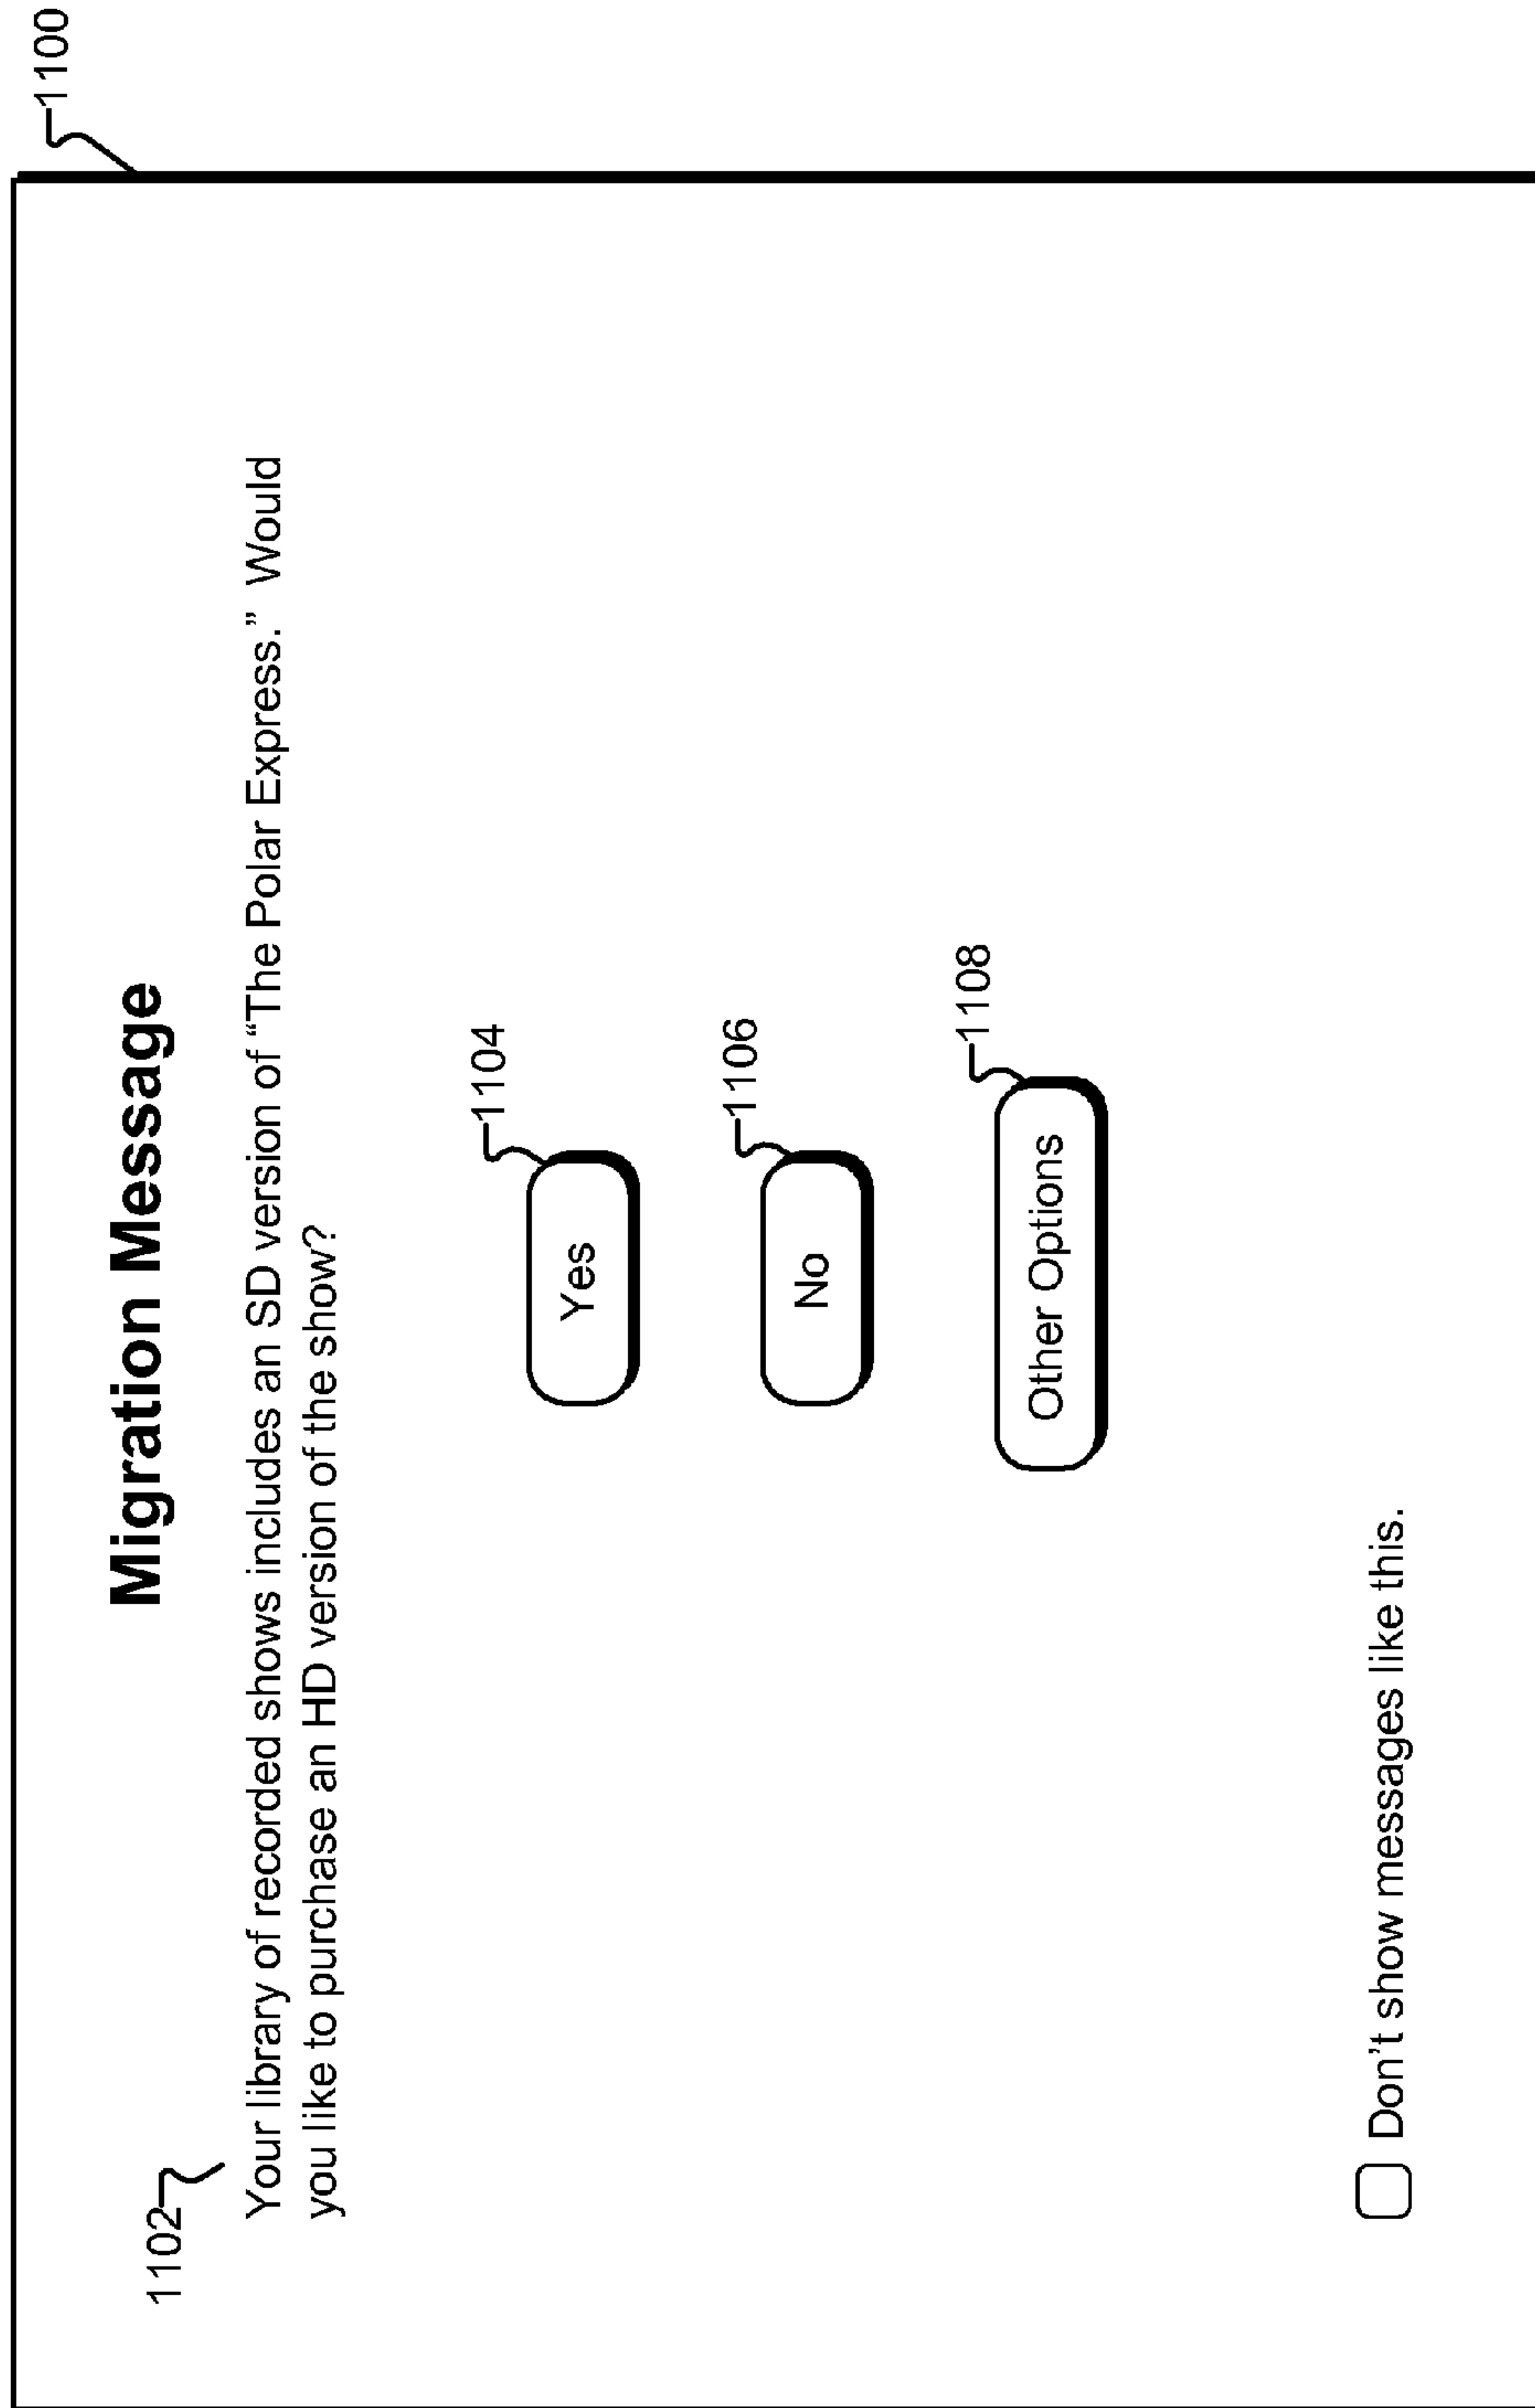 1100
Migration Message
1102
Your library of recorded shows includes an SD version of “The Polar Express.” Would
you like to purchase an HD version of the show?
1104
Yes
1106
No
1108
Other Options
Don’t show messages like this.